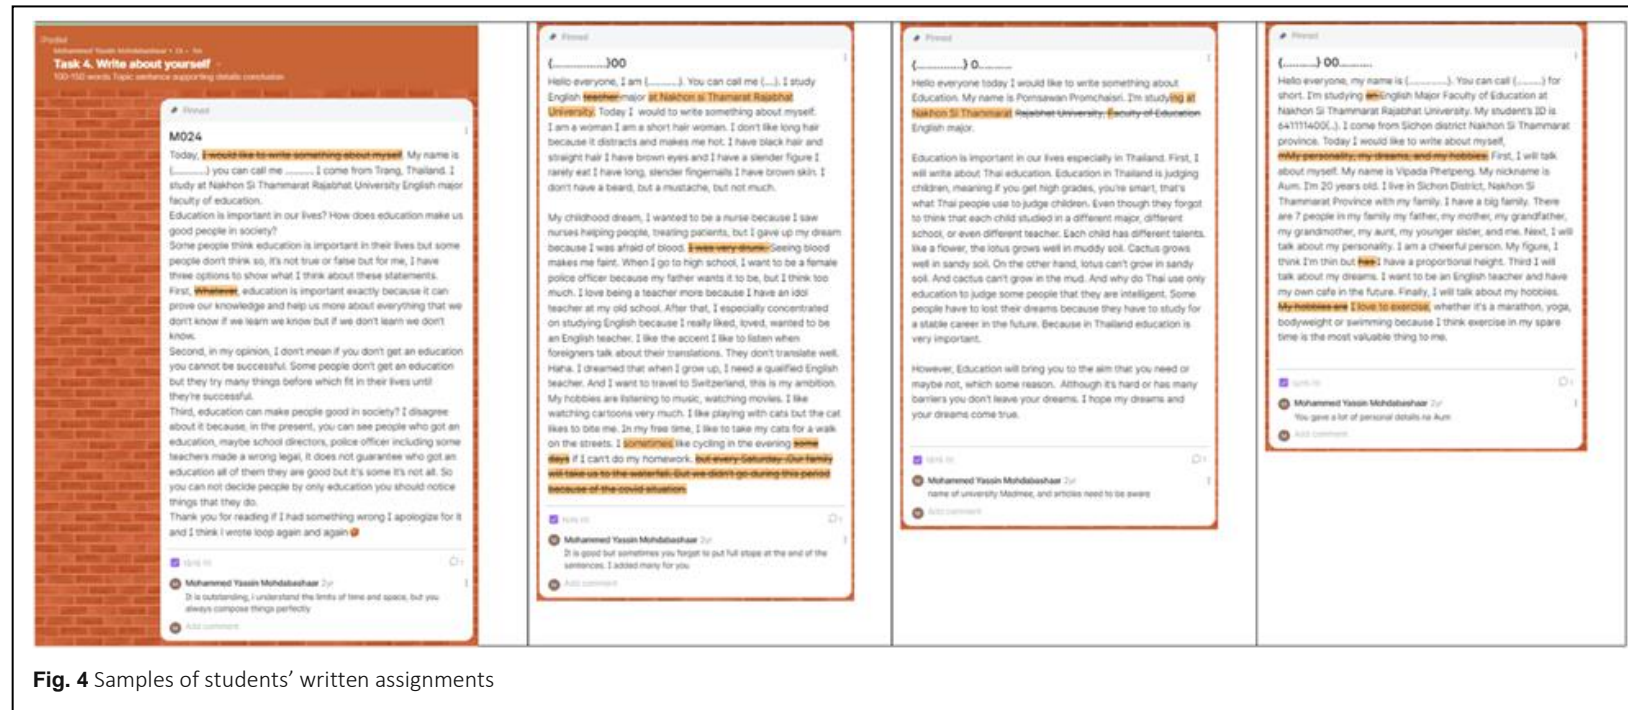 Mohammed Yassin Mohdabashaar • 2y •
Task 4. Write about yourself
100-150 words Topic sentence supporting details conclusion
Pinned
M024
Today, I would like to write something about myself. My name is
(............) you can call me .......... I come from Trang, Thailand. I
study at Nakhon Si Thammarat Rajabhat University English major
faculty of education.
Education is important in our lives? How does education make us
good people in society?
Some people think education is important in their lives but some
people don't think so, it's not true or false but for me, I have
three options to show what I think about these statements.
First, Whatever, education is important exactly because it can
prove our knowledge and help us more about everything that we
don't know if we learn we know but if we don't learn we don't
know.
Second, in my opinion, I don't mean if you don't get an education
you cannot be successful. Some people don't get an education
but they try many things before which fit in their lives until
they're successful.
Third, education can make people good in society? I disagree
about it because, in the present, you can see people who got an
education, maybe school directors, police officer including some
teachers made a wrong legal, it does not guarantee who got an
education all of them they are good but it's some it's not all. So
you can not decide people by only education you should notice
things that they do.
Thank you for reading if I had something wrong I apologize for it
and I think I wrote loop again and again
Mohammed Yassin Mohdabashaar 2yr
It is outstanding, i understand the limits of time and space, but you
always compose things perfectly
Add comment
Pinned
(................)00
Hello everyone, I am (..........). You can call me (....). I study
English teacher major at Nakhon si Thamarat Rajabhat
University. Today I would to write something about myself.
I am a woman I am a short hair woman. I don't like long hair
because it distracts and makes me hot. I have black hair and
straight hair I have brown eyes and I have a slender figure I
rarely eat I have long, slender fingernails I have brown skin. I
don't have a beard, but a mustache, but not much.
My childhood dream, I wanted to be a nurse because I saw
nurses helping people, treating patients, but I gave up my dream
because I was afraid of blood. I was very drunk. Seeing blood
makes me faint. When I go to high school, I want to be a female
police officer because my father wants it to be, but I think too
much. I love being a teacher more because I have an idol
teacher at my old school. After that, I especially concentrated
on studying English because I really liked, loved, wanted to be
an English teacher. I like the accent I like to listen when
foreigners talk about their translations. They don't translate well.
Haha. I dreamed that when I grow up, I need a qualified English
teacher. And I want to travel to Switzerland, this is my ambition.
My hobbies are listening to music, watching movies. I like
watching cartoons very much. I like playing with cats but the cat
likes to bite me. In my free time, I like to take my cats for a walk
on the streets. I sometimes like cycling in the evening some
days if I can't do my homework. but every Saturday .Our family
will take us to the waterfall. But we didn't go during this period
because of the covid situation.
Mohammed Yassin Mohdabashaar 2yr
It is good but sometimes you forget to put full stops at the end of the
sentences. I added many for you
Add comment
Pinned
(..............) 0..........
Hello everyone today I would like to write something about
Education. My name is Pornsawan Promchaisri. I'm studying at
Nakhon Si Thammarat Rajabhat University. Faculty of Education
English major.
Education is important in our lives especially in Thailand. First, I
will write about Thai education. Education in Thailand is judging
children, meaning if you get high grades, you're smart, that's
what Thai people use to judge children. Even though they forgot
to think that each child studied in a different major, different
school, or even different teacher. Each child has different talents.
like a flower, the lotus grows well in muddy soil. Cactus grows
well in sandy soil. On the other hand, lotus can't grow in sandy
soil. And cactus can't grow in the mud. And why do Thai use only
education to judge some people that they are intelligent. Some
people have to lost their dreams because they have to study for
a stable career in the future. Because in Thailand education is
very important.
However, Education will bring you to the aim that you need or
maybe not, which some reason. Although it's hard or has many
barriers you don't leave your dreams. I hope my dreams and
your dreams come true.
Mohammed Yassin Mohdabashaar 2yr
name of university Madmee, and articles need to be aware
Add comment
Pinned
(.........) 00..........
Hello everyone, my name is (............). You can call (.......) for
short. I'm studying an English Major Faculty of Education at
Nakhon Si Thammarat Rajabhat University. My student's ID is
641111400(..). I come from Sichon district Nakhon Si Thammarat
province. Today I would like to write about myself,
mMy personality, my dreams, and my hobbies. First, I will talk
about myself. My name is Vipada Phetpeng. My nickname is
Aum. I'm 20 years old. I live in Sichon District, Nakhon Si
Thammarat Province with my family. I have a big family. There
are 7 people in my family my father, my mother, my grandfather,
my grandmother, my aunt, my younger sister, and me. Next, I will
talk about my personality. I am a cheerful person. My figure, I
think I'm thin but has I have a proportional height. Third I will
talk about my dreams. I want to be an English teacher and have
my own cafe in the future. Finally, I will talk about my hobbies.
My hobbies are I love to exercise, whether it's a marathon, yoga,
bodyweight or swimming because I think exercise in my spare
time is the most valuable thing to me.
Mohammed Yassin Mohdabashaar 2yr
You gave a lot of personal details na Aum
Add comment
Fig. 4 Samples of students' written assignments